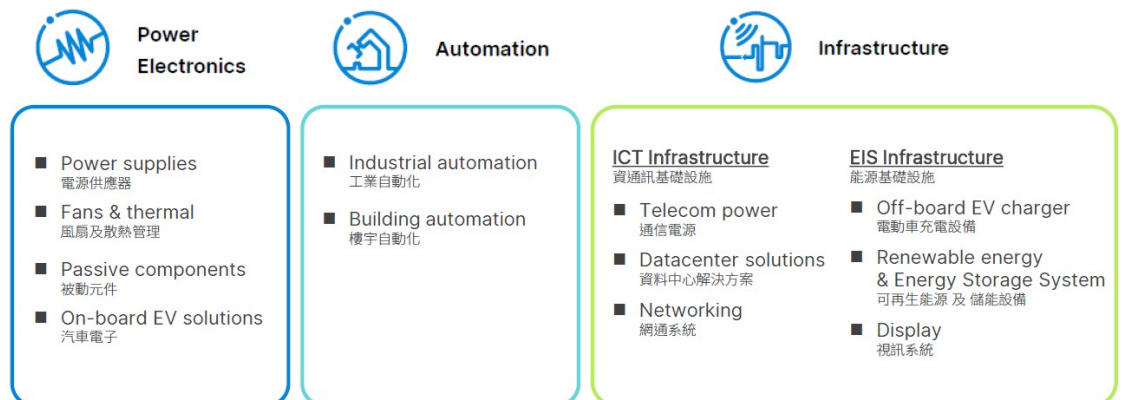 Power
Electronics
Automation
Infrastructure
■ Power supplies
電源供應器
■ Fans & thermal
風扇及散熱管理
■ Passive components
被動元件
■ On-board EV solutions
汽車電子
■ Industrial automation
工業自動化
■ Building automation
樓宇自動化
ICT Infrastructure
資通訊基礎設施
■ Telecom power
通信電源
■ Datacenter solutions
資料中心解決方案
■ Networking
網通系統
EIS Infrastructure
能源基礎設施
■ Off-board EV charger
電動車充電設備
■ Renewable energy
& Energy Storage System
可再生能源 及 儲能設備
■ Display
視訊系統